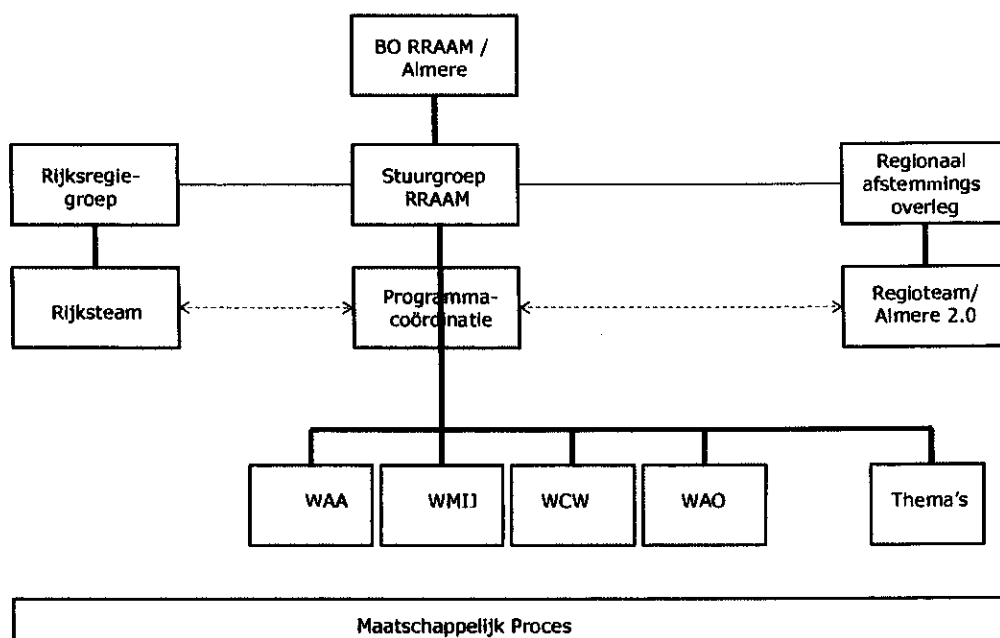 BO RRAAM /
Almere
Rijksregie-
groep
Stuurgroep
RRAAM
Regionaal
afstemmings
overleg
Rijksteam
Programma-
coördinatie
Regioteam/
Almere 2.0
WAA
WMIJ
WCW
WAO
Thema's
Maatschappelijk Proces